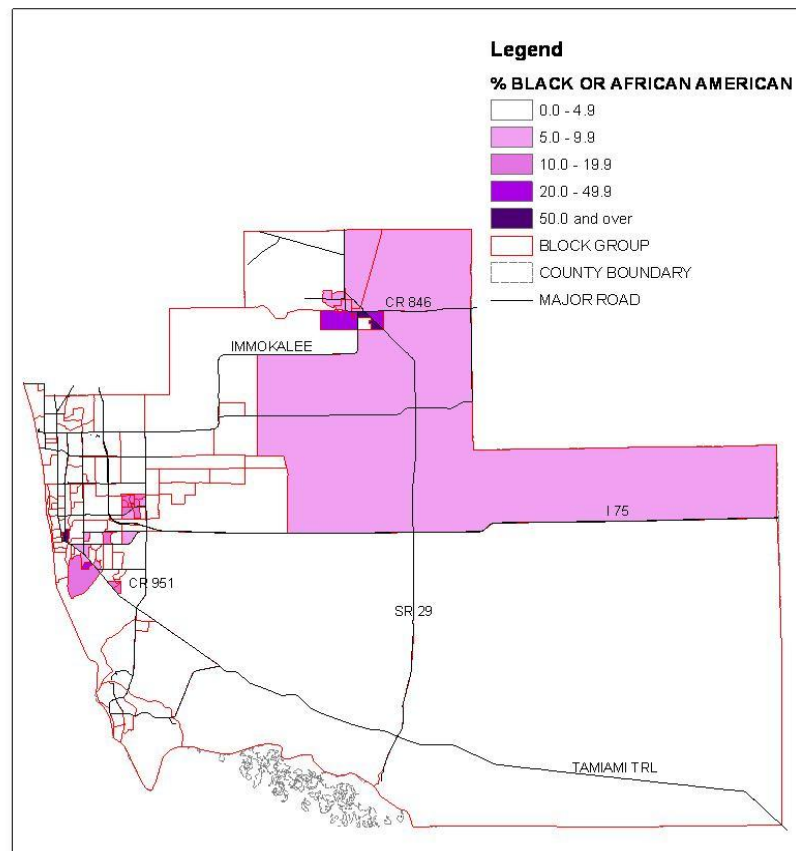 Legend
% BLACK OR AFRICAN AMERICAN
0.0 - 4.9
5.0 - 9.9
10.0 - 19.9
20.0 - 49.9
50.0 and over
BLOCK GROUP
COUNTY BOUNDARY
MAJOR ROAD
CR 846
IMMOKALEE
I 75
CR 951
SR 29
TAMIAMI TRL